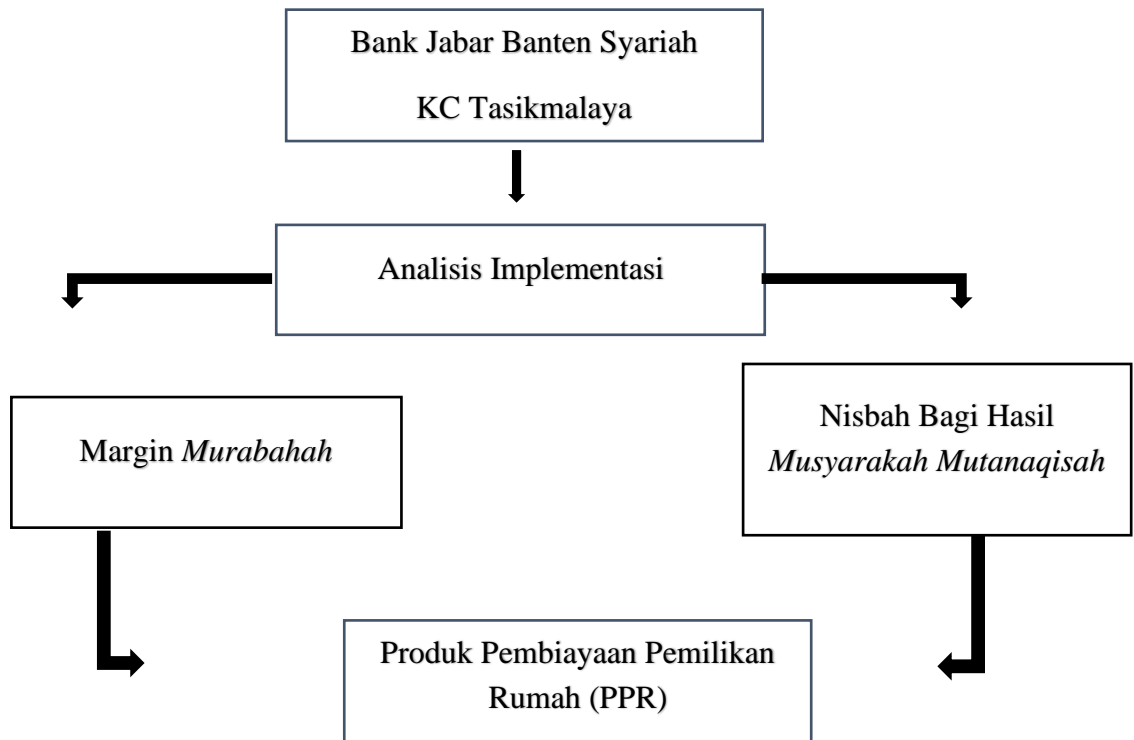 Bank Jabar Banten Syariah
KC Tasikmalaya
Analisis Implementasi
Margin Murabahah
Nisbah Bagi Hasil
Musyarakah Mutanaqisah
Produk Pembiayaan Pemilikan
Rumah (PPR)